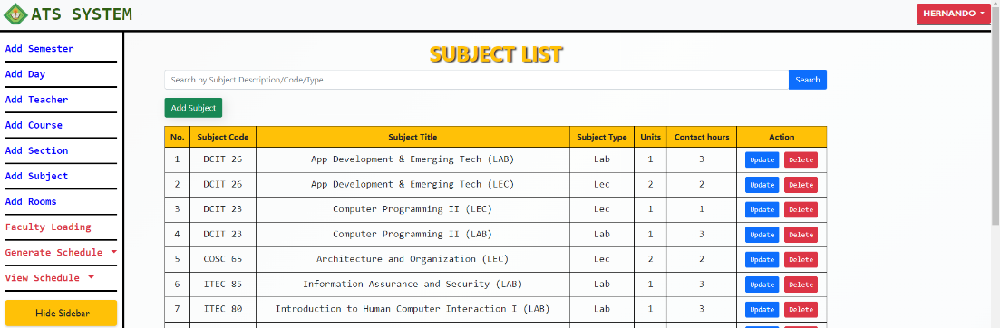 ATS SYSTEM
HERNANDO
Add Semester
Add Day
Add Teacher
Add Course
Add Section
Add Subject
Add Rooms
Faculty Loading
Generate Schedule
View Schedule
Hide Sidebar
SUBJECT LIST
Search by Subject Description/Code/Type Search
Add Subject
No. Subject Code Subject Title Subject Type Units Contact hours Action
1 DCIT 26 App Development & Emerging Tech (LAB) Lab 1 3 Update Delete
2 DCIT 26 App Development & Emerging Tech (LEC) Lec 2 2 Update Delete
3 DCIT 23 Computer Programming II (LEC) Lec 1 1 Update Delete
4 DCIT 23 Computer Programming II (LAB) Lab 1 3 Update Delete
5 COSC 65 Architecture and Organization (LEC) Lec 2 2 Update Delete
6 ITEC 85 Information Assurance and Security (LAB) Lab 1 3 Update Delete
7 ITEC 80 Introduction to Human Computer Interaction I (LAB) Lab 1 3 Update Delete